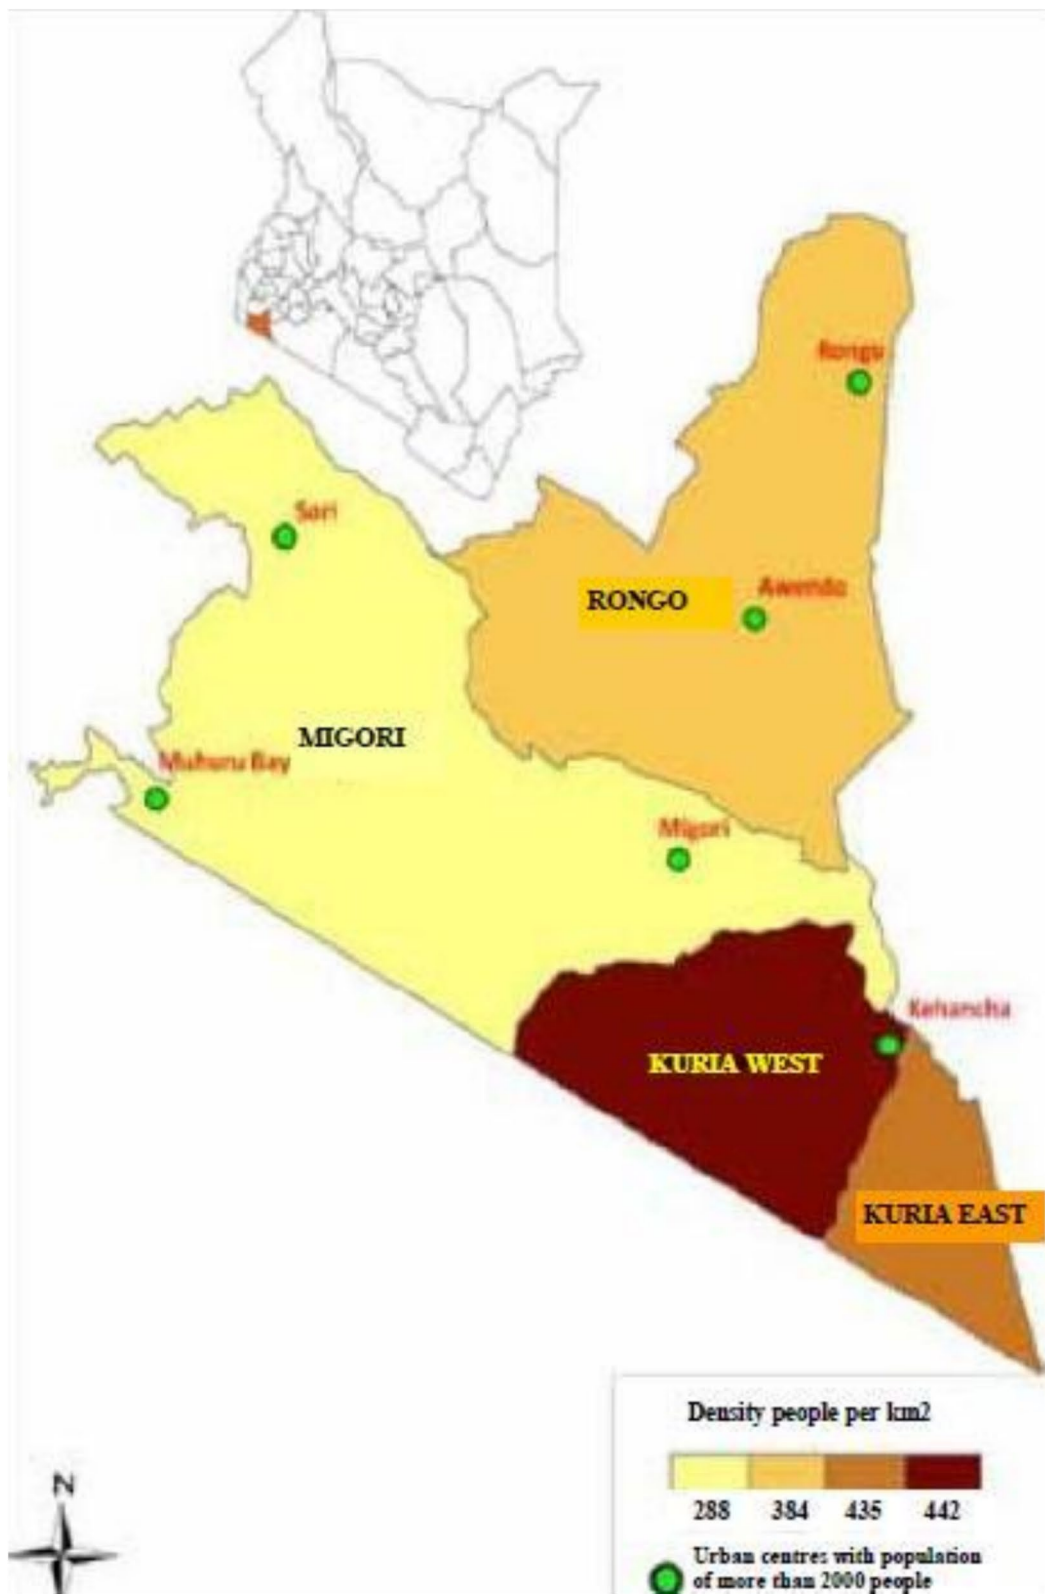 Rongo
Sori
RONGO
Awendo
MIGORI
Muhuru Bay
Migori
Kehancha
KURIA WEST
KURIA EAST
Density people per km2
288 384 435 442
N
Urban centres with population
of more than 2000 people